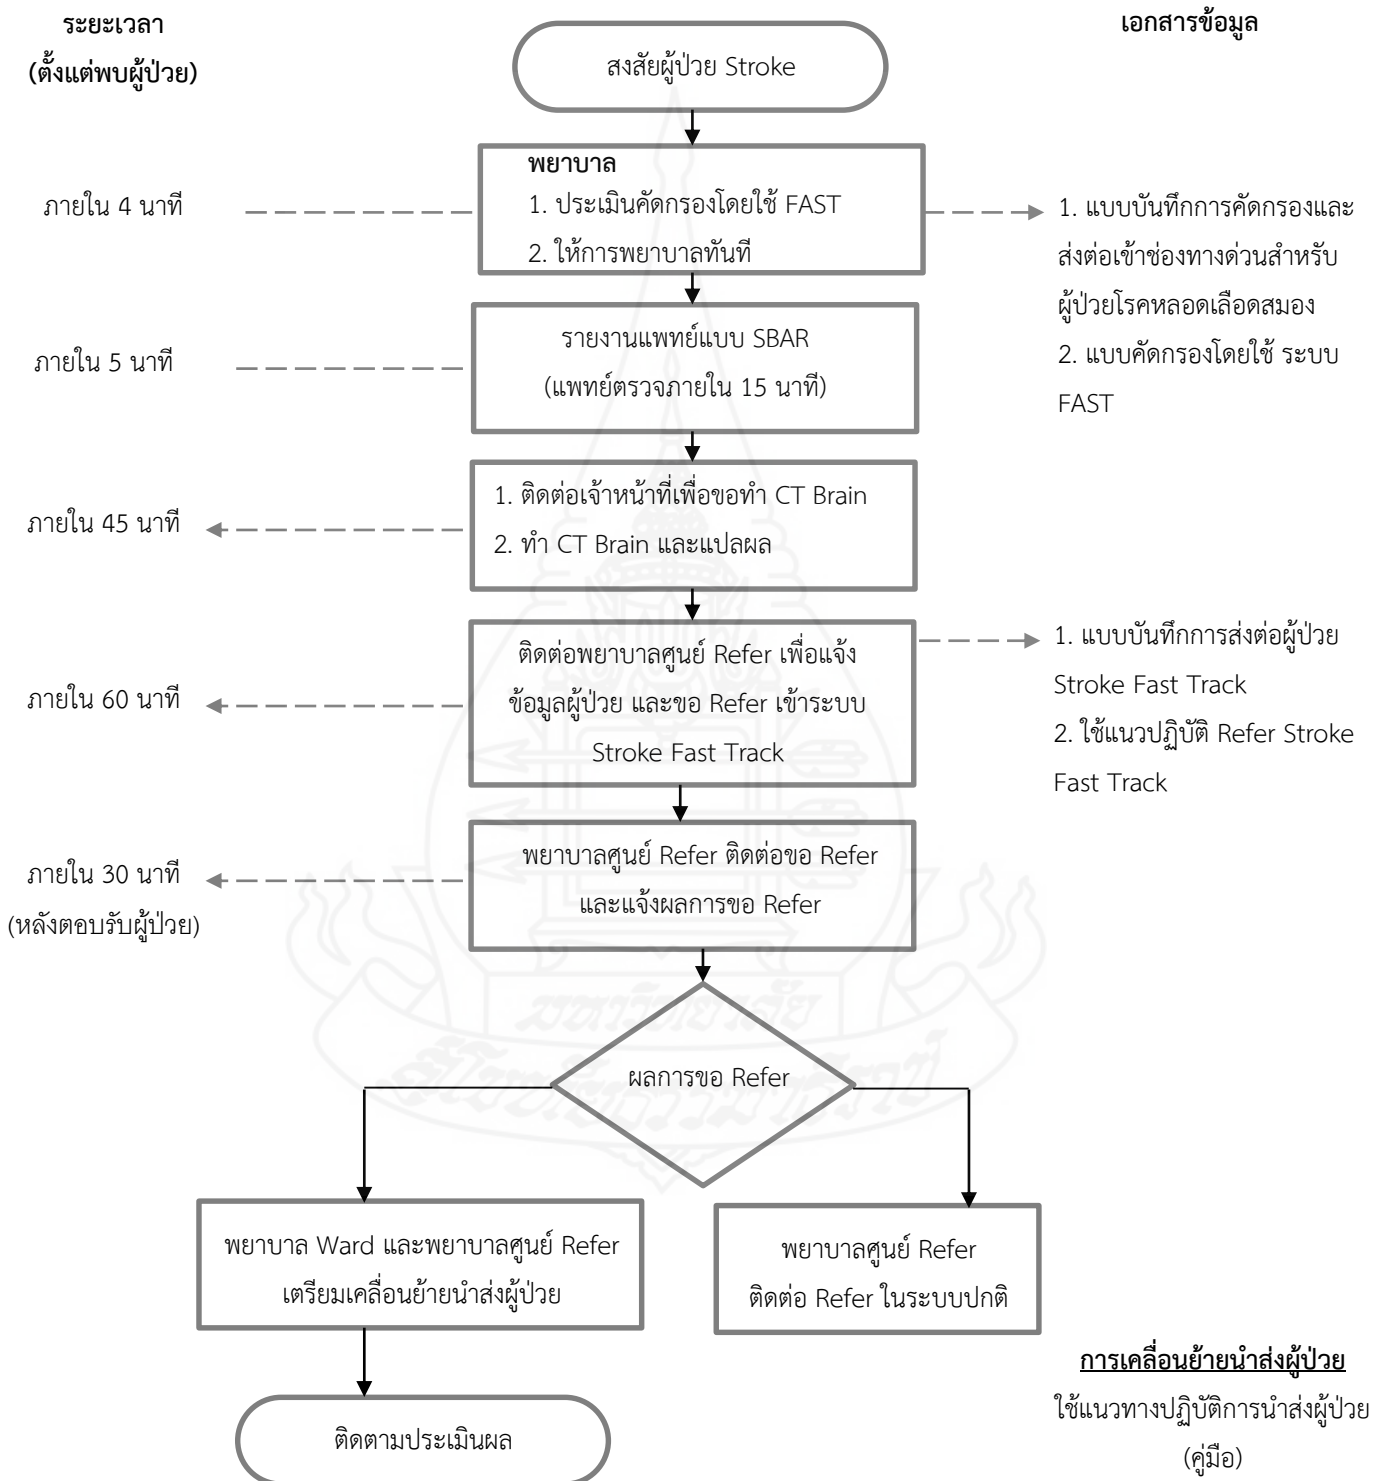 ระยะเวลา
(ตั้งแต่พบผู้ป่วย)
เอกสารข้อมูล
สงสัยผู้ป่วย Stroke
พยาบาล
1. ประเมินคัดกรองโดยใช้ FAST
2. ให้การพยาบาลทันที
ภายใน 4 นาที
1. แบบบันทึกการคัดกรองและ
ส่งต่อเข้าช่องทางด่วนสำหรับ
ผู้ป่วยโรคหลอดเลือดสมอง
2. แบบคัดกรองโดยใช้ ระบบ
FAST
ภายใน 5 นาที
รายงานแพทย์แบบ SBAR
(แพทย์ตรวจภายใน 15 นาที)
ภายใน 45 นาที
1. ติดต่อเจ้าหน้าที่เพื่อขอทำ CT Brain
2. ทำ CT Brain และแปลผล
ภายใน 60 นาที
ติดต่อพยาบาลศูนย์ Refer เพื่อแจ้ง
ข้อมูลผู้ป่วย และขอ Refer เข้าระบบ
Stroke Fast Track
1. แบบบันทึกการส่งต่อผู้ป่วย
Stroke Fast Track
2. ใช้แนวปฏิบัติ Refer Stroke
Fast Track
ภายใน 30 นาที
(หลังตอบรับผู้ป่วย)
พยาบาลศูนย์ Refer ติดต่อขอ Refer
และแจ้งผลการขอ Refer
มหาวิทยาลัย
สุโขทัยธรรมาธิราช
ผลการขอ Refer
พยาบาล Ward และพยาบาลศูนย์ Refer
เตรียมเคลื่อนย้ายนำส่งผู้ป่วย
พยาบาลศูนย์ Refer
ติดต่อ Refer ในระบบปกติ
ติดตามประเมินผล
การเคลื่อนย้ายนำส่งผู้ป่วย
ใช้แนวทางปฏิบัติการนำส่งผู้ป่วย
(คู่มือ)